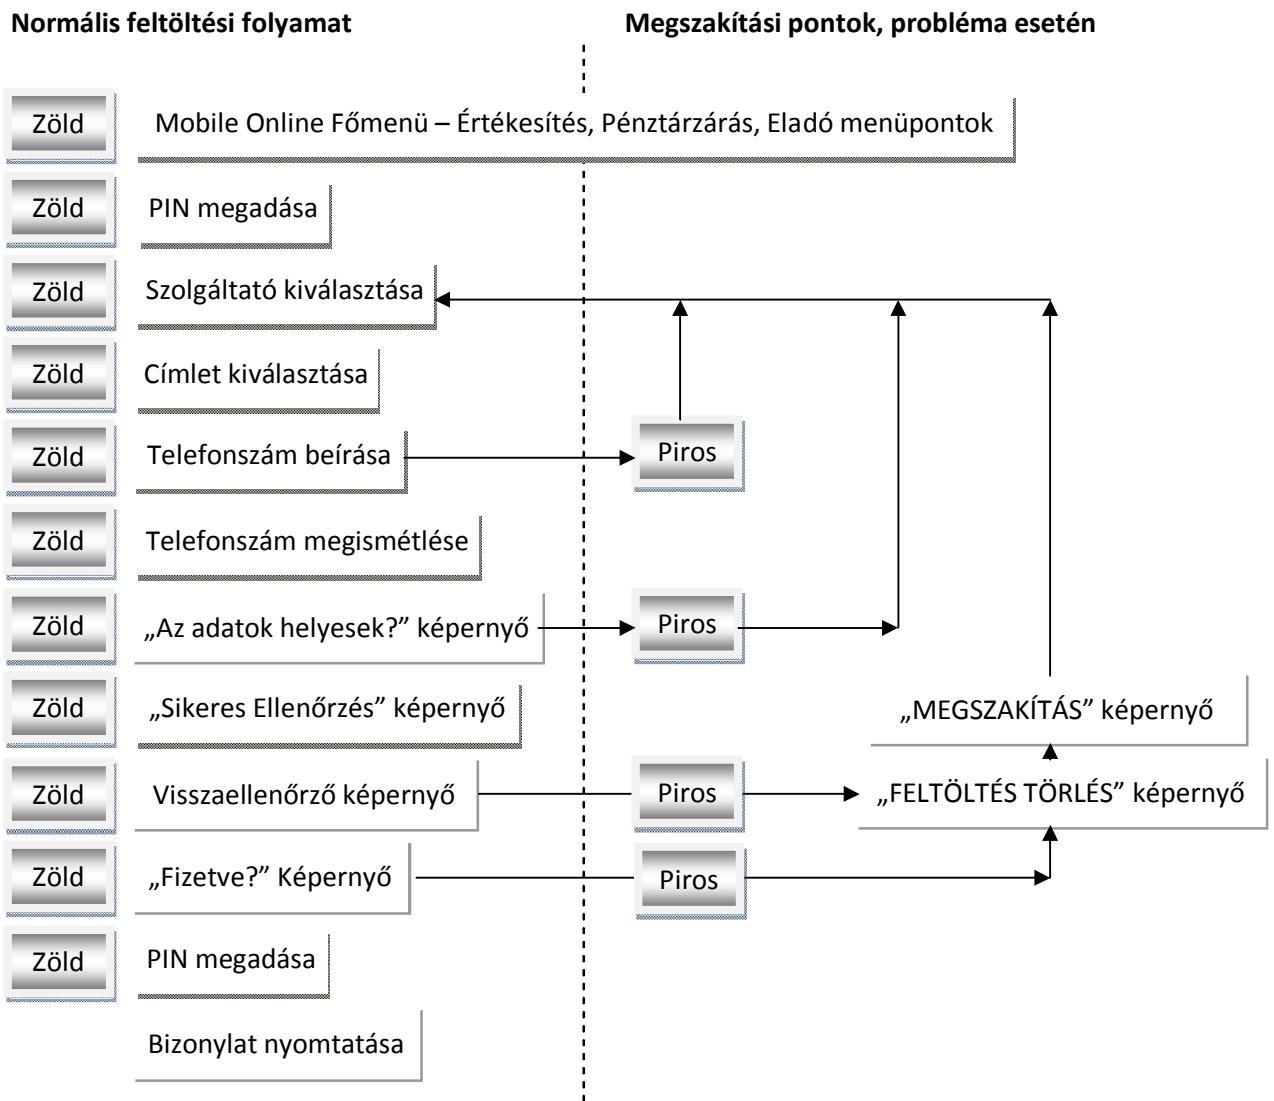 Normális feltöltési folyamat
Megszakítási pontok, probléma esetén
Zöld
Mobile Online Főmenü – Értékesítés, Pénztárzárás, Eladó menüpontok
Zöld
PIN megadása
Zöld
Szolgáltató kiválasztása
Zöld
Címlet kiválasztása
Zöld
Telefonszám beírása
Piros
Zöld
Telefonszám megismétlése
Zöld
„Az adatok helyesek?” képernyő
Piros
Zöld
„Sikeres Ellenőrzés” képernyő
„MEGSZAKÍTÁS” képernyő
Zöld
Visszaellenőrző képernyő
Piros
„FELTÖLTÉS TÖRLÉS” képernyő
Zöld
„Fizetve?” Képernyő
Piros
Zöld
PIN megadása
Bizonylat nyomtatása